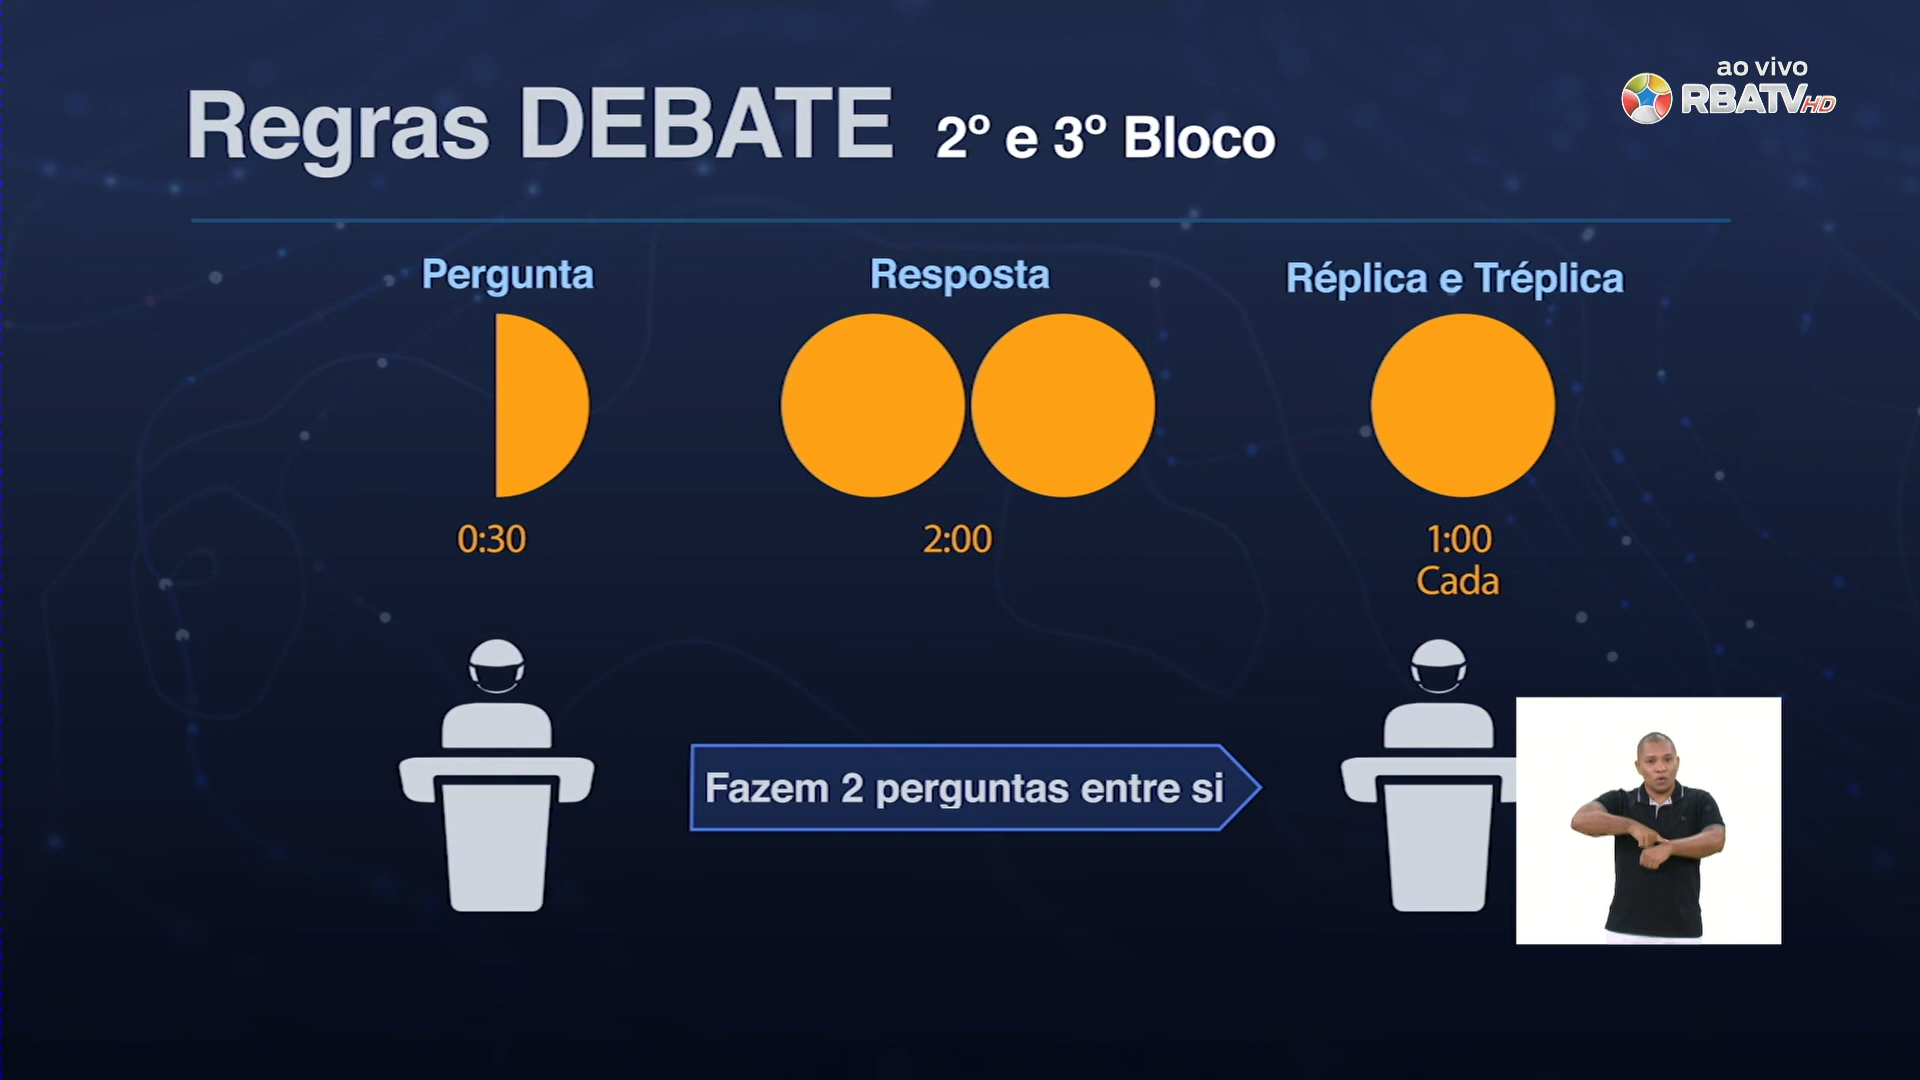 ao vivo
RBATV HD
Regras DEBATE 2º e 3º Bloco
Pergunta
Resposta
Réplica e Tréplica
0:30
2:00
1:00
Cada
Fazem 2 perguntas entre si